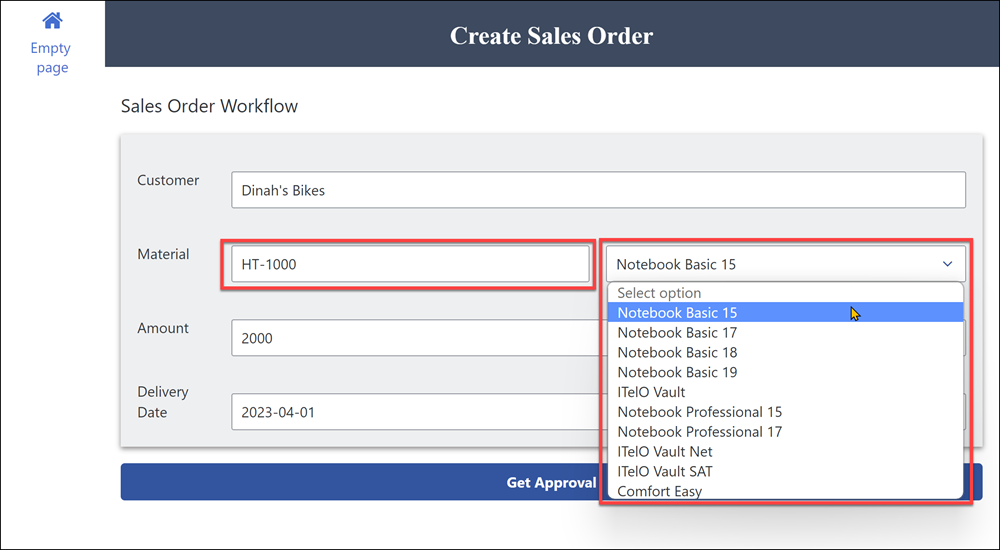 Empty
page
Create Sales Order
Sales Order Workflow
Customer
Dinah's Bikes
Material
HT-1000
Notebook Basic 15
Select option
Notebook Basic 15
Notebook Basic 17
Notebook Basic 18
Notebook Basic 19
ITelO Vault
Notebook Professional 15
Notebook Professional 17
ITelO Vault Net
ITelO Vault SAT
Comfort Easy
Amount
2000
Delivery
Date
2023-04-01
Get Approval